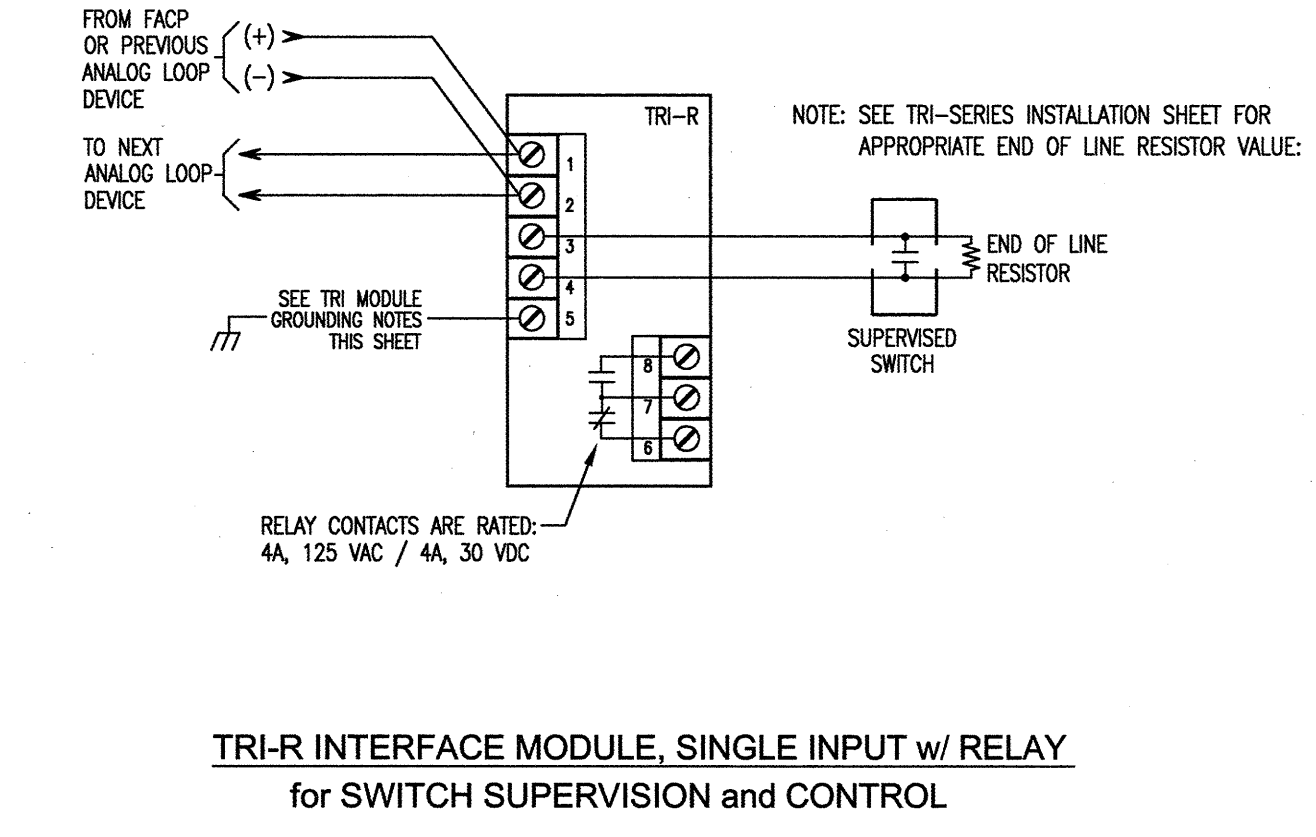 FROM FACP
OR PREVIOUS
ANALOG LOOP
DEVICE
(+)
(−)
TO NEXT
ANALOG LOOP
DEVICE
TRI−R
1
2
3
4
5
8
7
6
SEE TRI MODULE
GROUNDING NOTES
THIS SHEET
NOTE: SEE TRI−SERIES INSTALLATION SHEET FOR
APPROPRIATE END OF LINE RESISTOR VALUE:
END OF LINE
RESISTOR
SUPERVISED
SWITCH
RELAY CONTACTS ARE RATED:
4A, 125 VAC / 4A, 30 VDC
TRI-R INTERFACE MODULE, SINGLE INPUT w/ RELAY
for SWITCH SUPERVISION and CONTROL